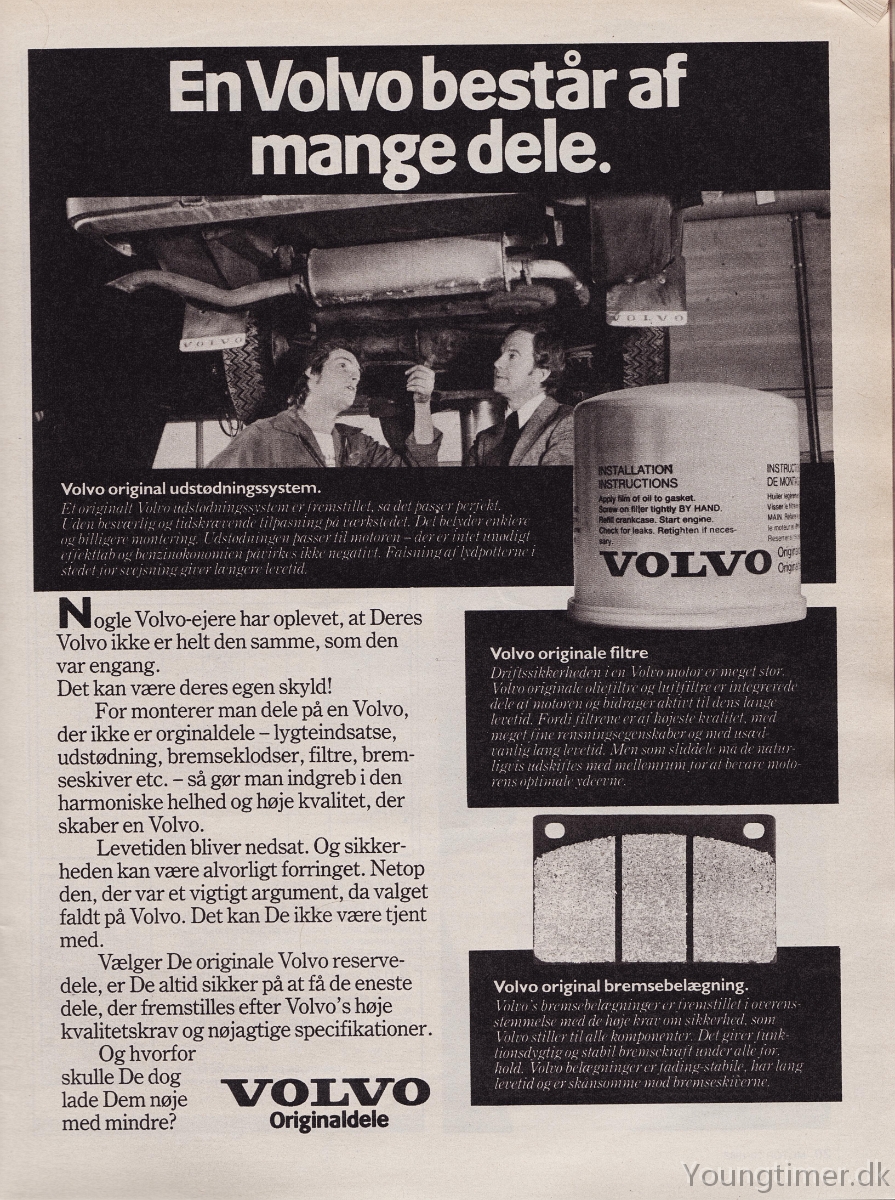 En Volvo består af
mange dele.
VOLVO
VOLVO
Volvo original udstødningssystem.
Et originalt Volvo udstødningssystem er fremstillet, så det passer perfekt.
Uden besværlig og tidskrævende tilpasning på værkstedet. Det betyder enklere
og billigere montering. Udstødningen passer til motoren – der er intet unødigt
effekttab og benzinøkonomien påvirkes ikke negativt. Falsning af lydpotterne i
stedet for svejsning giver længere levetid.
INSTALLATION
INSTRUCTIONS
Apply film of oil to gasket.
Screw on filter tightly BY HAND.
Refill crankcase. Start engine.
Check for leaks. Retighten if neces-
sary.
INSTRUCT
DE MONTA
VOLVO
Nogle Volvo-ejere har oplevet, at Deres
Volvo ikke er helt den samme, som den
var engang.
Det kan være deres egen skyld!
For monterer man dele på en Volvo,
der ikke er orginaldele – lygteindsatse,
udstødning, bremseklodser, filtre, brem-
seskiver etc. – så gør man indgreb i den
harmoniske helhed og høje kvalitet, der
skaber en Volvo.
Levetiden bliver nedsat. Og sikker-
heden kan være alvorligt forringet. Netop
den, der var et vigtigt argument, da valget
faldt på Volvo. Det kan De ikke være tjent
med.
Vælger De originale Volvo reserve-
dele, er De altid sikker på at få de eneste
dele, der fremstilles efter Volvo's høje
kvalitetskrav og nøjagtige specifikationer.
Og hvorfor
skulle De dog
lade Dem nøje
med mindre?
VOLVO
Originaldele
Volvo originale filtre
Driftssikkerheden i en Volvo motor er meget stor.
Volvo originale oliefiltre og luftfiltre er integrerede
dele af motoren og bidrager aktivt til dens lange
levetid. Fordi filtrene er af højeste kvalitet, med
meget fine rensningsegenskaber og med usæd-
vanlig lang levetid. Men som sliddele må de natur-
ligvis udskiftes med mellemrum for at bevare moto-
rens optimale ydeevne.
Volvo original bremsebelægning.
Volvo's bremsebelægninger er fremstillet i overens-
stemmelse med de høje krav om sikkerhed, som
Volvo stiller til alle komponenter. Det giver funk-
tionsdygtig og stabil bremsekraft under alle for-
hold. Volvo belægninger er fading-stabile, har lang
levetid og er skånsomme mod bremseskiverne.
Youngtimer.dk